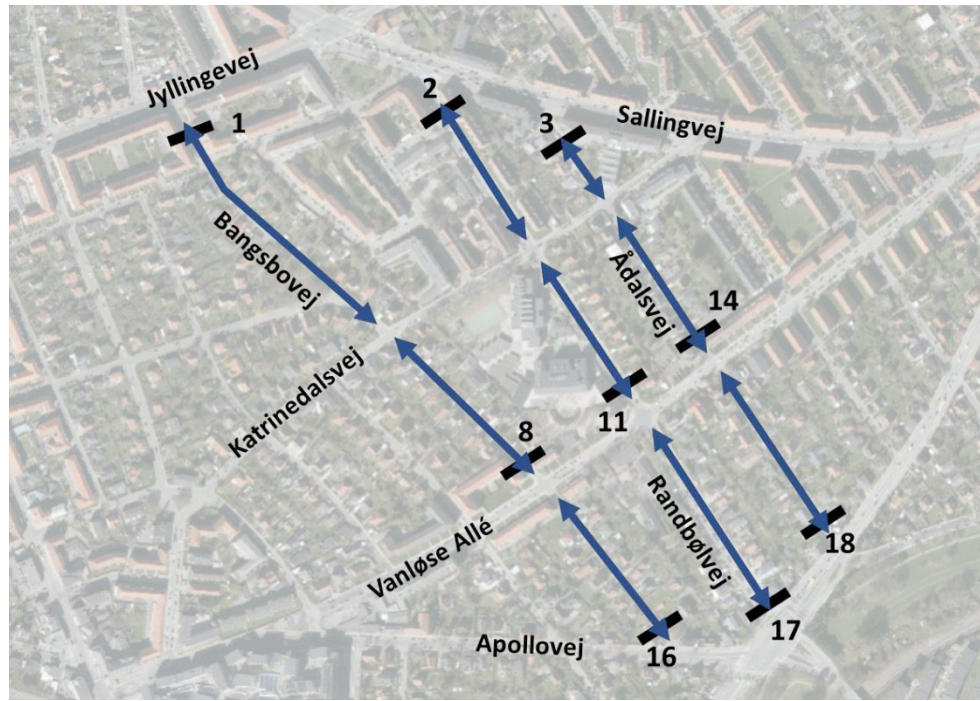 Jyllingevej
1
2
3
Sallingvej
Bangsbovej
Ådalsvej
14
Katrinedalsvej
11
8
Randbølvej
Vanløse Allé
18
Apollovej
16
17